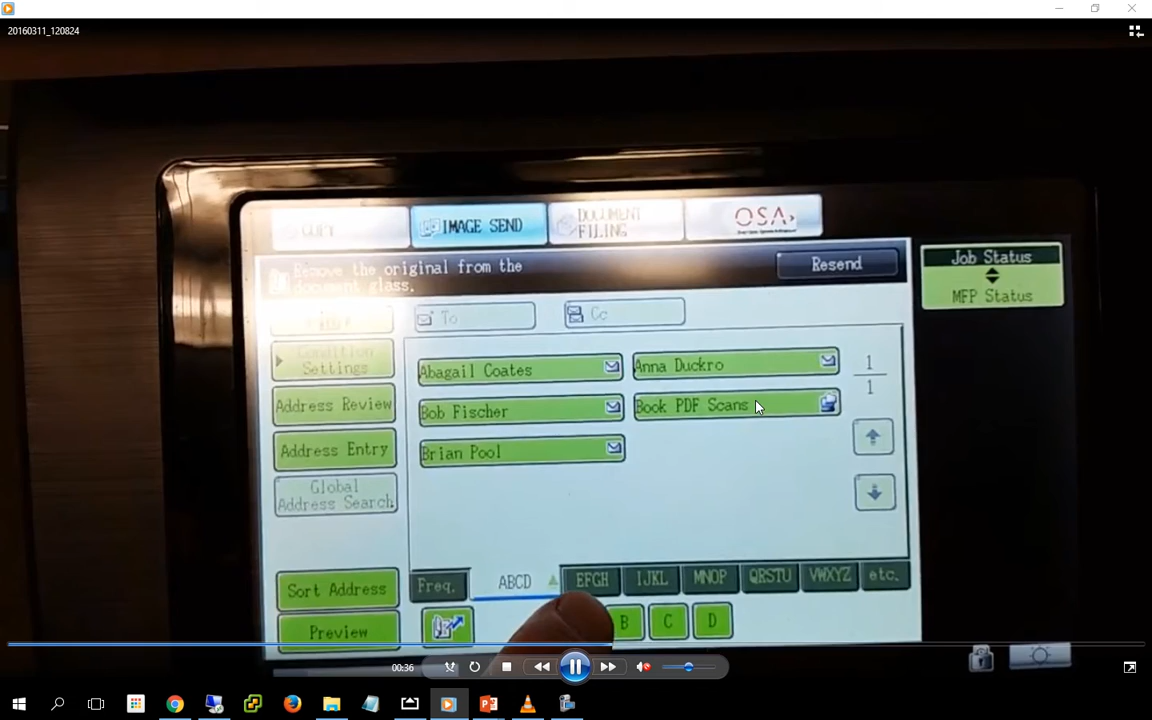 20160311_120824
COPY
IMAGE SEND
DOCUMENT
FILING
OSA
Job Status
MFP Status
Remove the original from the
document glass.
Resend
To
Cc
Condition
Settings
Address Review
Address Entry
Global
Address Search
Sort Address
Preview
Abagail Coates
Anna Duckro
Bob Fischer
Book PDF Scans
Brian Pool
1
1
Freq.
ABCD
EFGH
IJKL
MNOP
QRSTU
VWXYZ
etc.
B
C
D
00:36